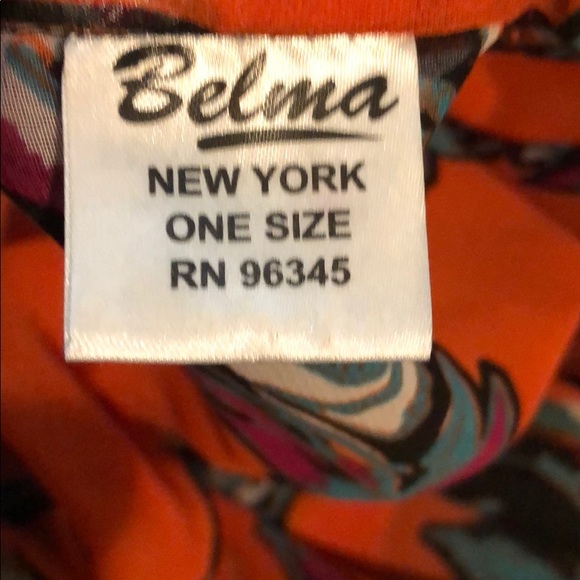 Belma
NEW YORK
ONE SIZE
RN 96345